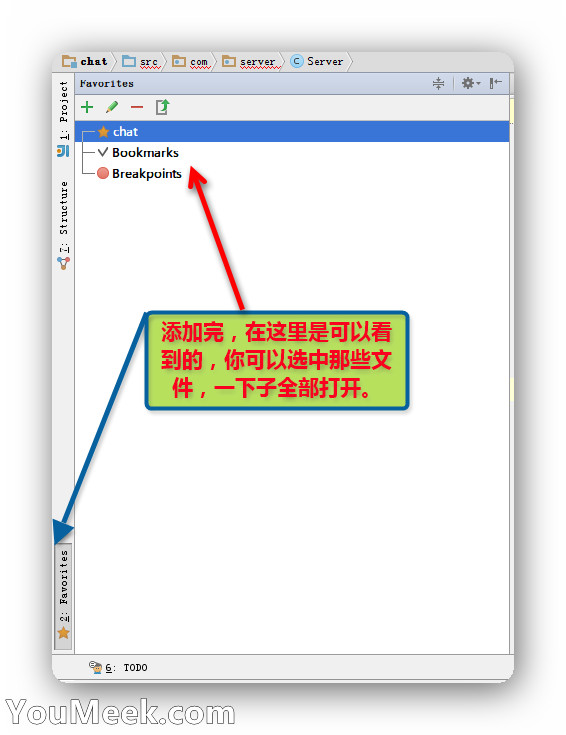 chat src com server Server
Favorites
1: Project
chat
Bookmarks
Breakpoints
7: Structure
添加完，在这里是可以看
到的，你可以选中那些文
件，一下子全部打开。
2: Favorites
6: TODO
YouMeek.com